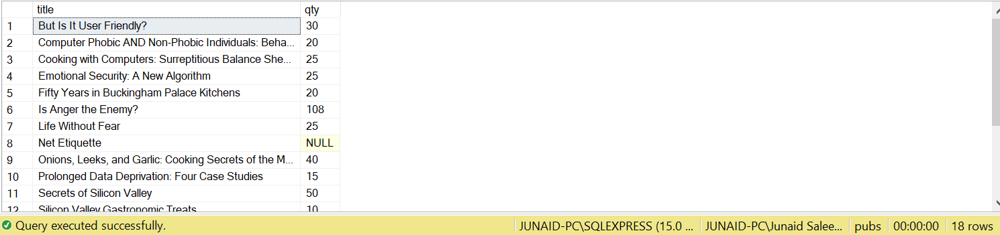 title qty
1 But Is It User Friendly? 30
2 Computer Phobic AND Non-Phobic Individuals: Beha... 20
3 Cooking with Computers: Surreptitious Balance She... 25
4 Emotional Security: A New Algorithm 25
5 Fifty Years in Buckingham Palace Kitchens 20
6 Is Anger the Enemy? 108
7 Life Without Fear 25
8 Net Etiquette NULL
9 Onions, Leeks, and Garlic: Cooking Secrets of the M... 40
10 Prolonged Data Deprivation: Four Case Studies 15
11 Secrets of Silicon Valley 50
12 Silicon Valley Gastronomic Treats 10
Query executed successfully. JUNAID-PC\SQLEXPRESS (15.0 ... JUNAID-PC\Junaid Salee... pubs 00:00:00 18 rows